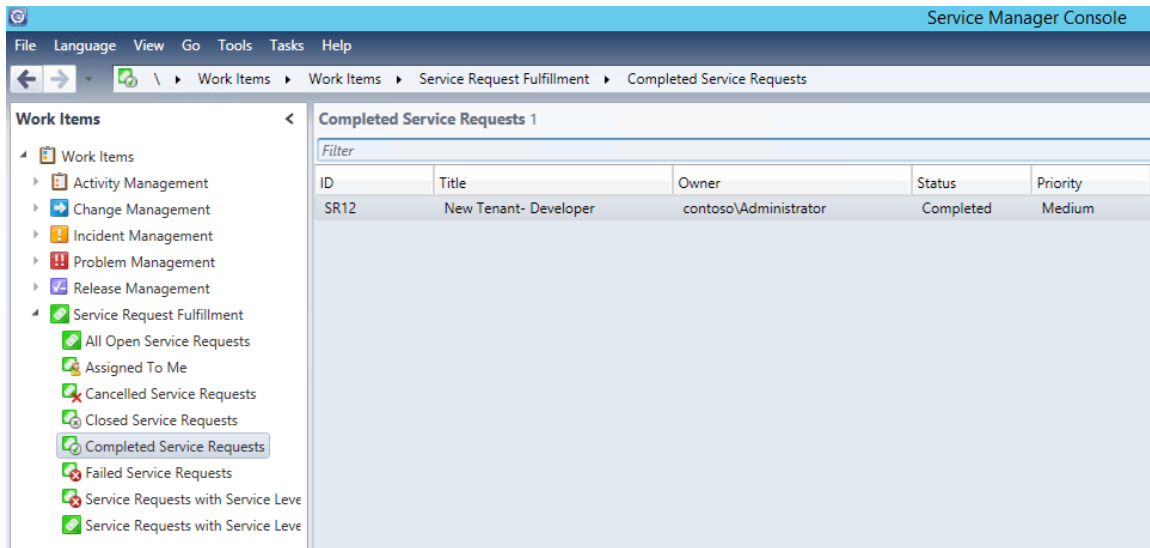 Service Manager Console
File Language View Go Tools Tasks Help
\ Work Items Work Items Service Request Fulfillment Completed Service Requests
Work Items
Work Items
Activity Management
Change Management
Incident Management
Problem Management
Release Management
Service Request Fulfillment
All Open Service Requests
Assigned To Me
Cancelled Service Requests
Closed Service Requests
Completed Service Requests
Failed Service Requests
Service Requests with Service Leve
Service Requests with Service Leve
Completed Service Requests 1
Filter
ID Title Owner Status Priority
SR12 New Tenant- Developer contoso\Administrator Completed Medium